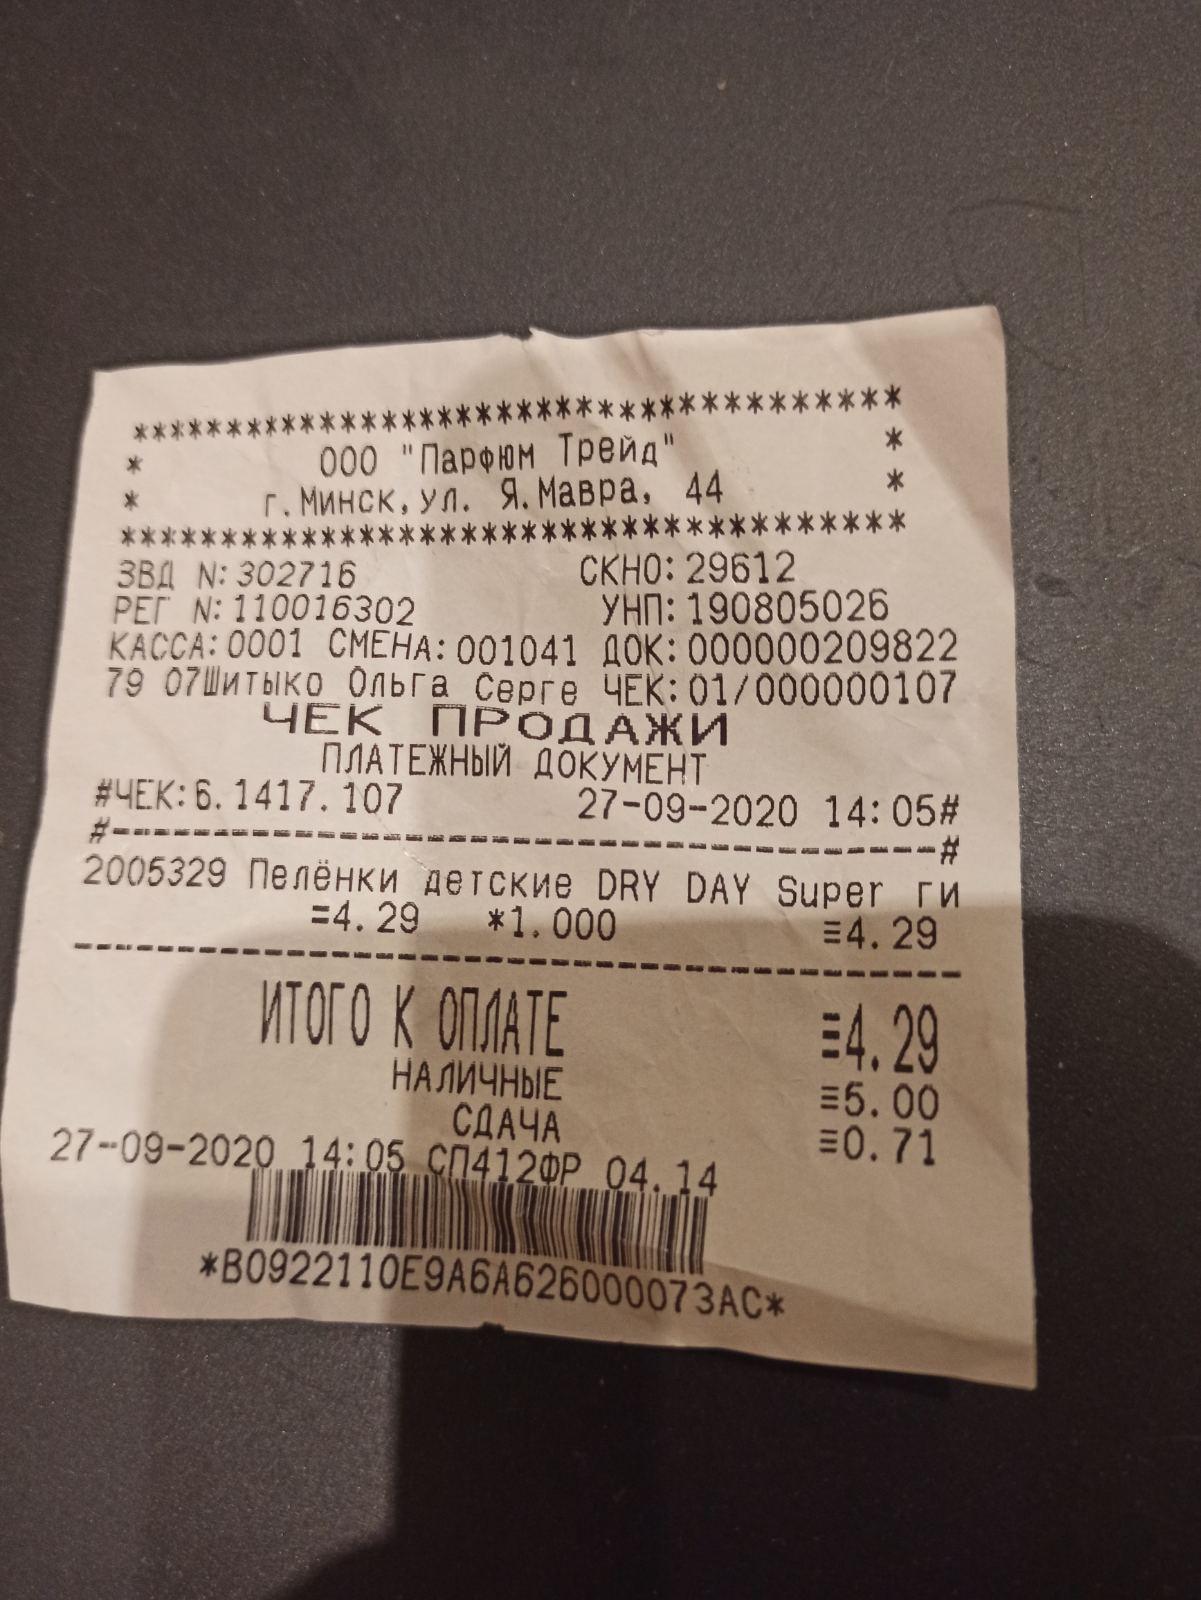 **************************************
* ООО "Парфюм Трейд" *
* г.Минск,ул. Я.Мавра, 44 *
**************************************
ЗВД N:302716 СКНО:29612
РЕГ N:110016302 УНП:190805026
КАССА:0001 СМЕНА:001041 ДОК:000000209822
79 07Шитыко Ольга Серге ЧЕК:01/000000107
ЧЕК ПРОДАЖИ
ПЛАТЕЖНЫЙ ДОКУМЕНТ
#ЧЕК:6.1417.107 27-09-2020 14:05#
#--------------------------------------#
2005329 Пелёнки детские DRY DAY Super ги
=4.29 *1.000 ≡4.29
----------------------------------------
ИТОГО К ОПЛАТЕ ≡4.29
НАЛИЧНЫЕ ≡5.00
СДАЧА ≡0.71
27-09-2020 14:05 СП412ФР 04.14
*B0922110E9A6A626000073AC*